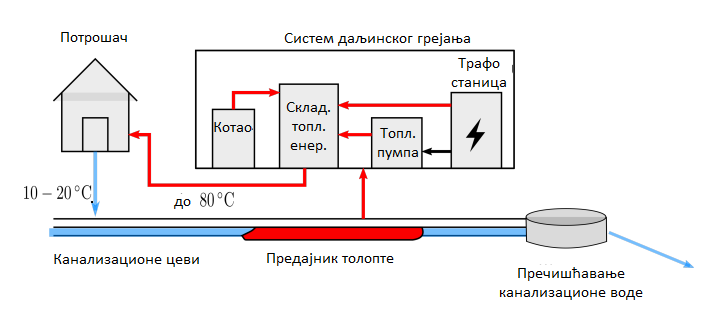 Потрошач
Систем даљинског грејања
Трафо
станица
Котао
Склад.
топл.
енер.
Топл.
пумпа
10 – 20 °C
до 80 °C
Канализационе цеви
Предајник толопте
Пречишћавање
канализационе воде